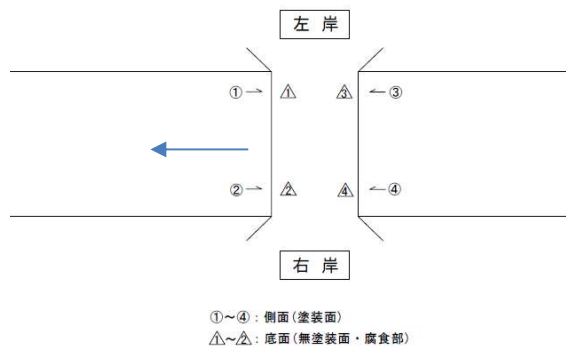 左 岸
①→ △1 △3 ←③
②→ △2 △4 ←④
右 岸
①~④：側面(塗装面)
△1~△2：底面(無塗装面・腐食部)